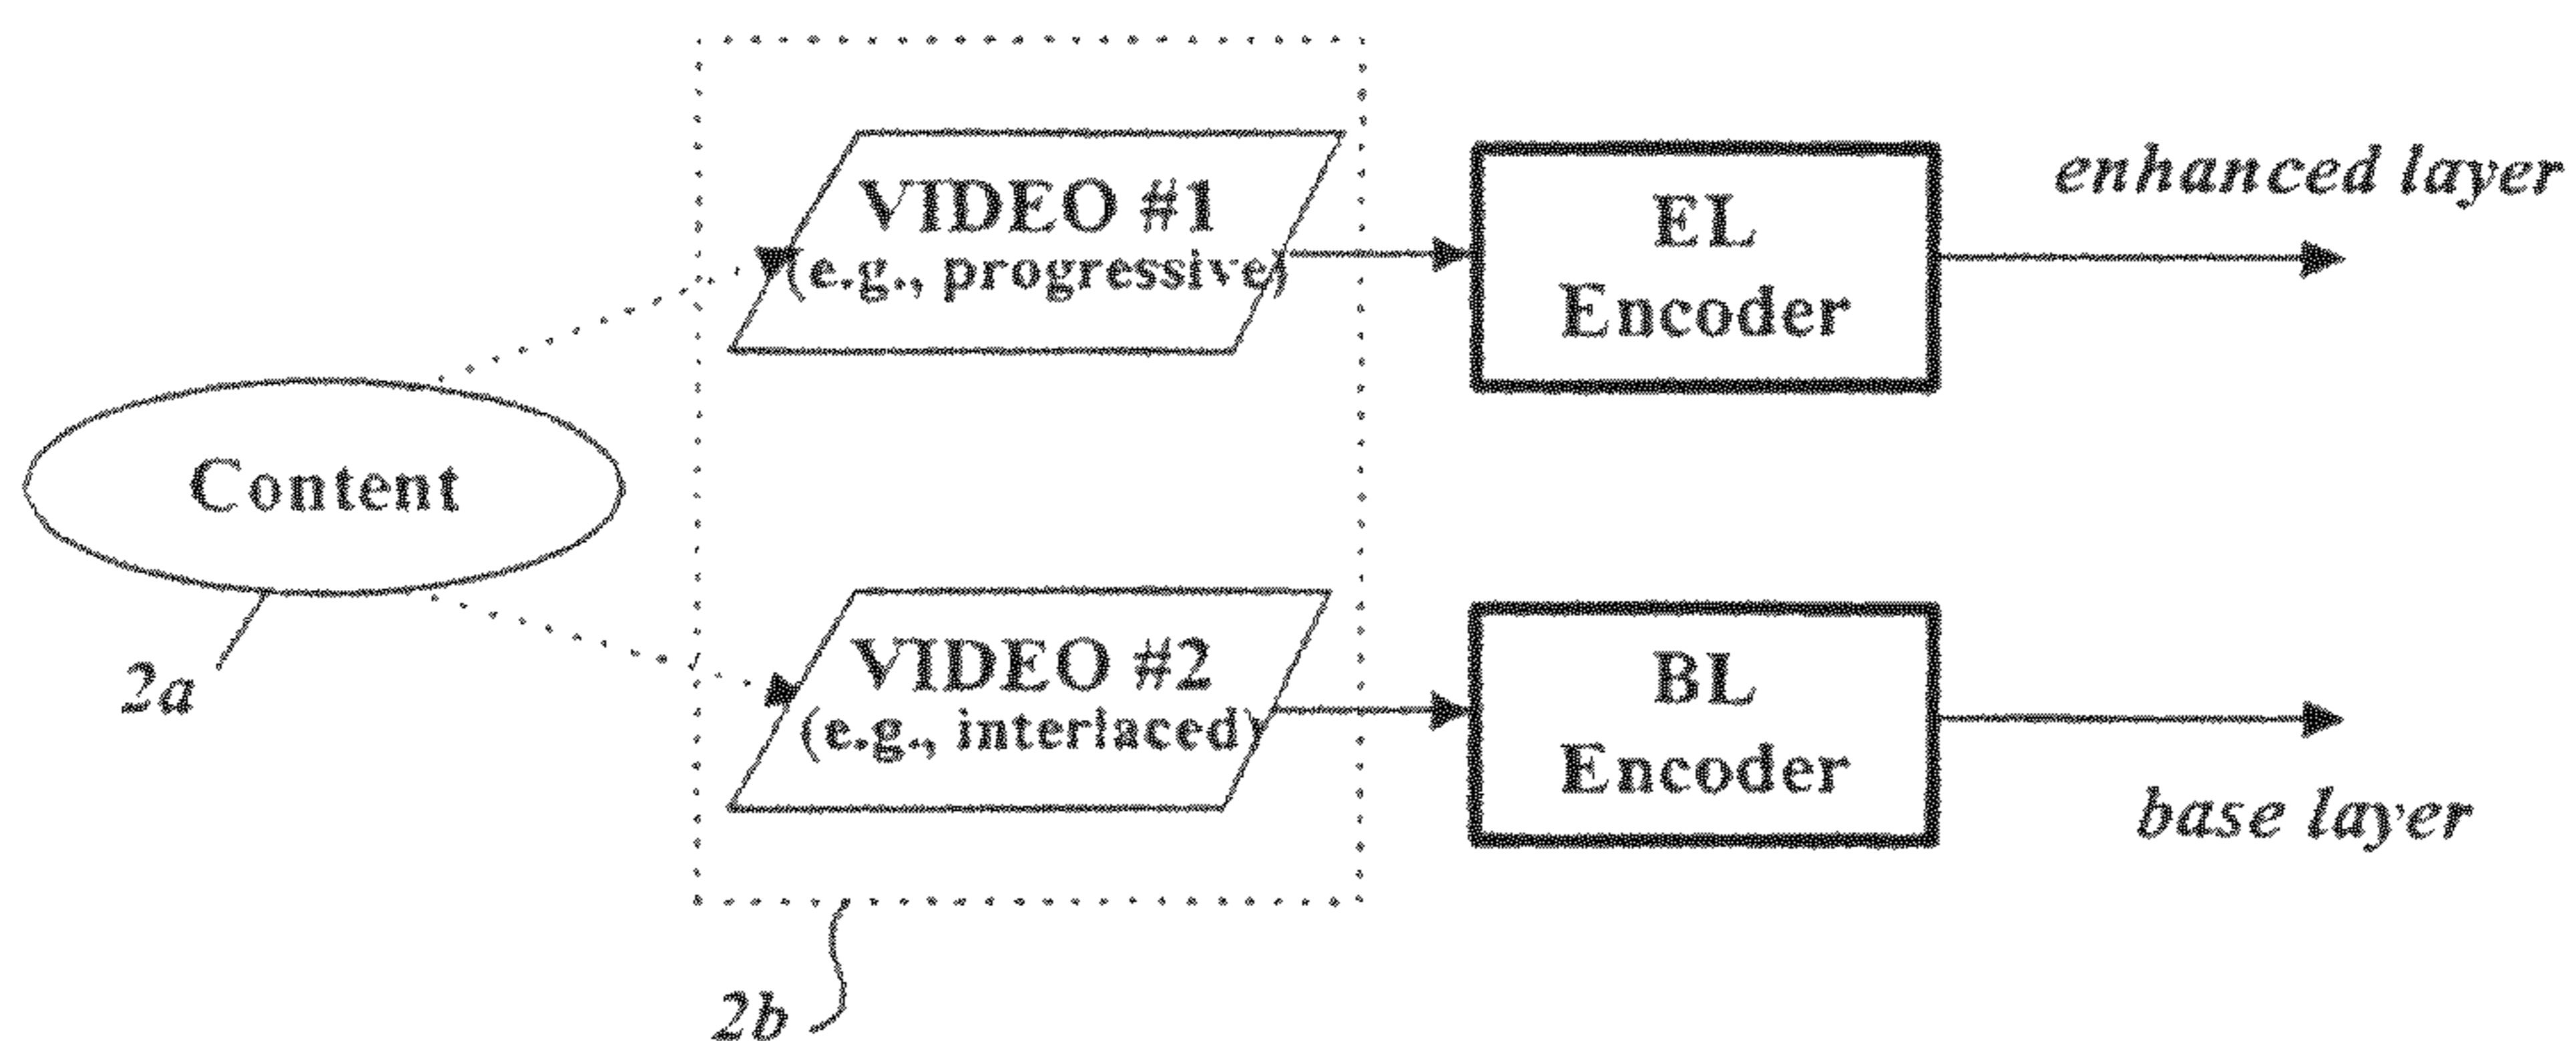 VIDEO #1
(e.g., progressive)
EL
Encoder
enhanced layer
Content
2a
VIDEO #2
(e.g., interlaced)
BL
Encoder
base layer
2b